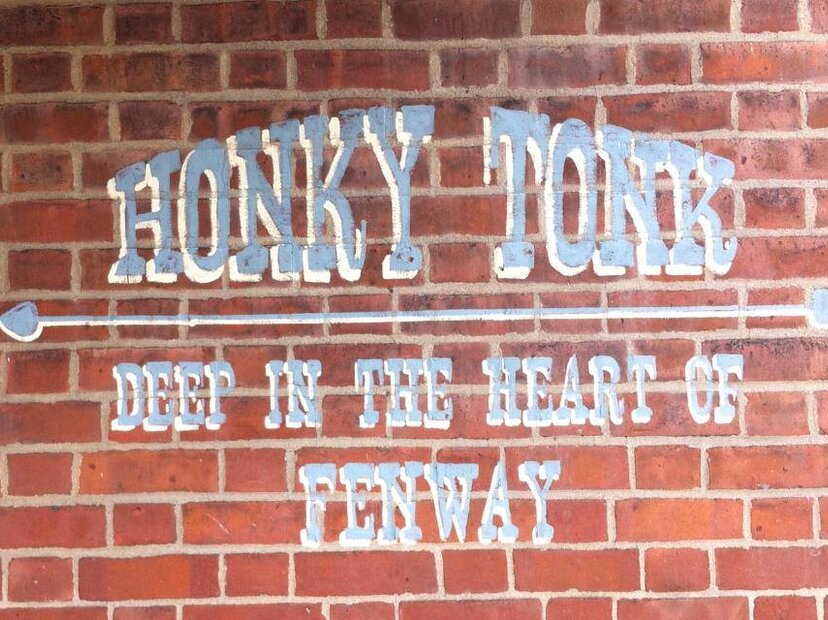 HONKY TONK
DEEP IN THE HEART OF
FENWAY